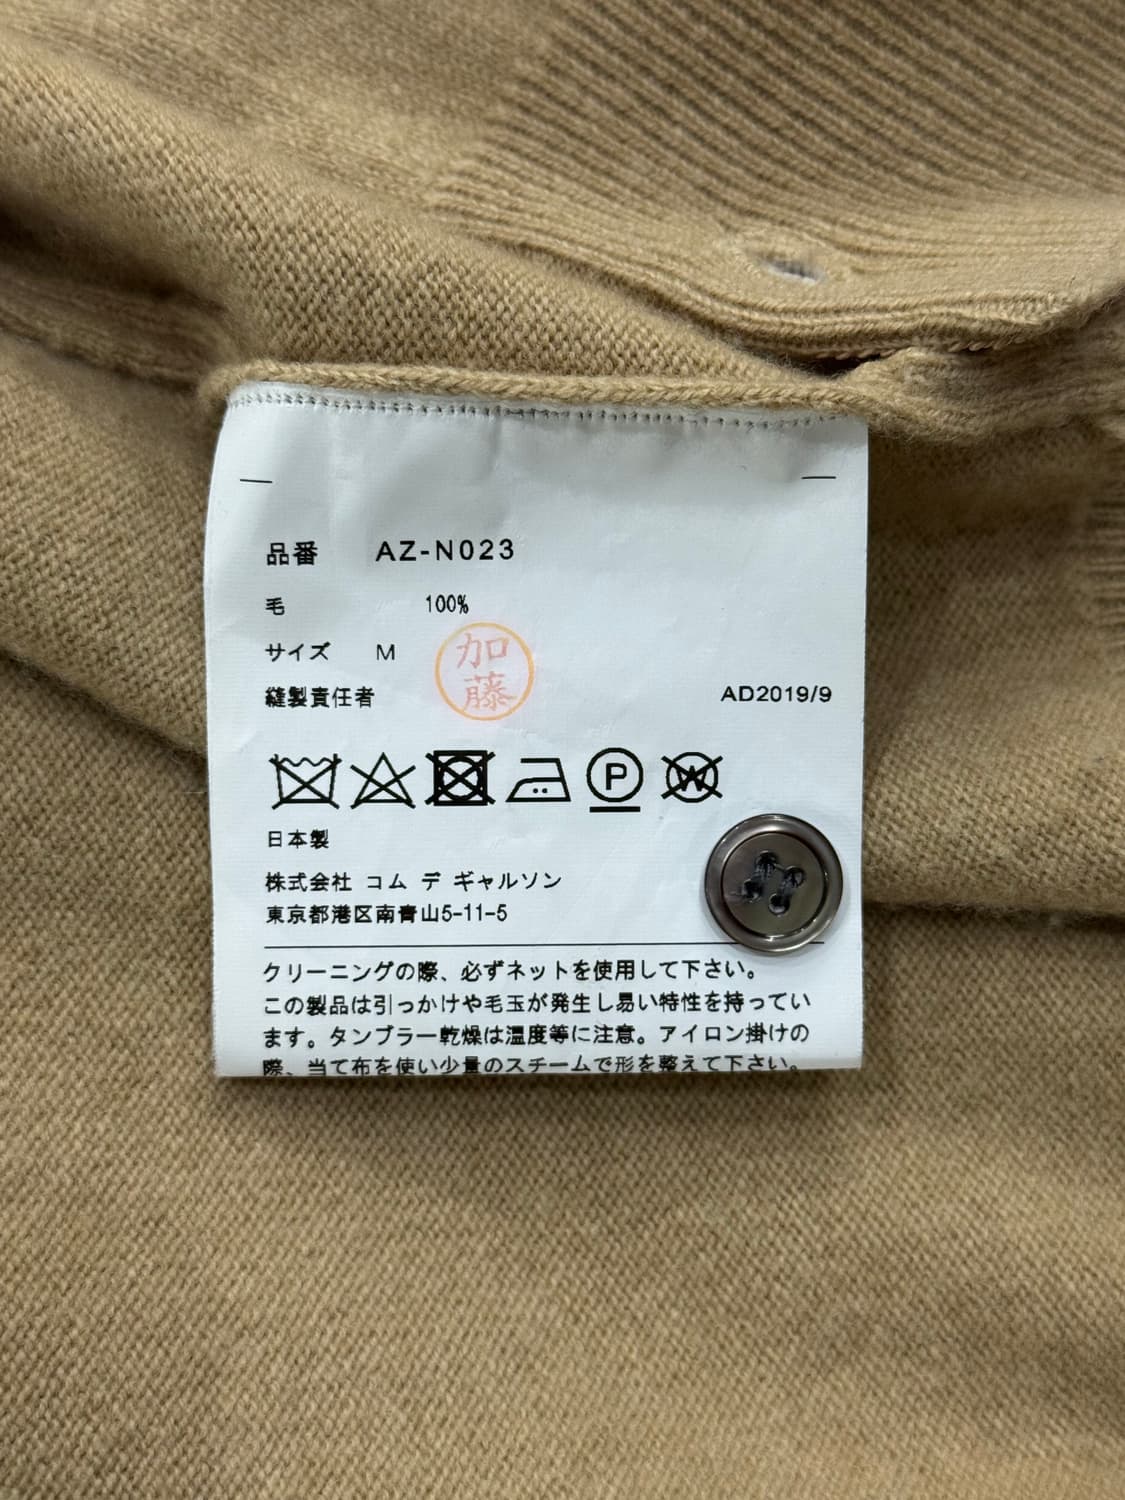 品番 AZ-N023
毛 100%
サイズ M
加藤
縫製責任者 AD2019/9
P W
日本製
株式会社 コム デ ギャルソン
東京都港区南青山5-11-5
クリーニングの際、必ずネットを使用して下さい。
この製品は引っかけや毛玉が発生し易い特性を持ってい
ます。タンブラー乾燥は温度等に注意。アイロン掛けの
際、当て布を使い少量のスチームで形を整えて下さい。